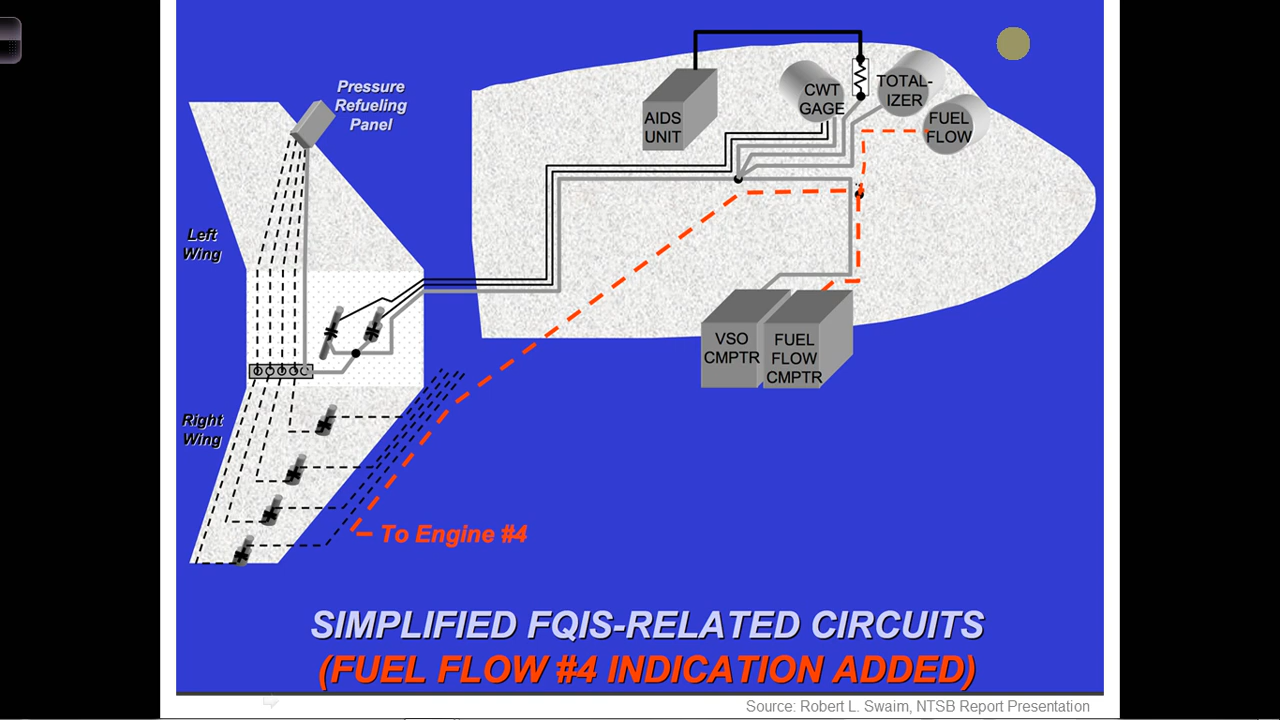 Pressure
Refueling
Panel
AIDS
UNIT
CWT
GAGE
TOTAL-
IZER
FUEL
FLOW
Left
Wing
VSO
CMPTR
FUEL
FLOW
CMPTR
Right
Wing
To Engine #4
SIMPLIFIED FQIS-RELATED CIRCUITS
(FUEL FLOW #4 INDICATION ADDED)
Source: Robert L. Swaim, NTSB Report Presentation